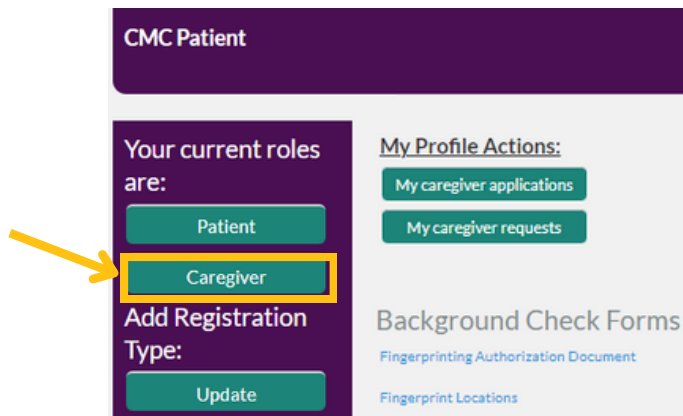 CMC Patient
Your current roles
are:
Patient
Caregiver
Add Registration
Type:
Update
My Profile Actions:
My caregiver applications
My caregiver requests
Background Check Forms
Fingerprinting Authorization Document
Fingerprint Locations